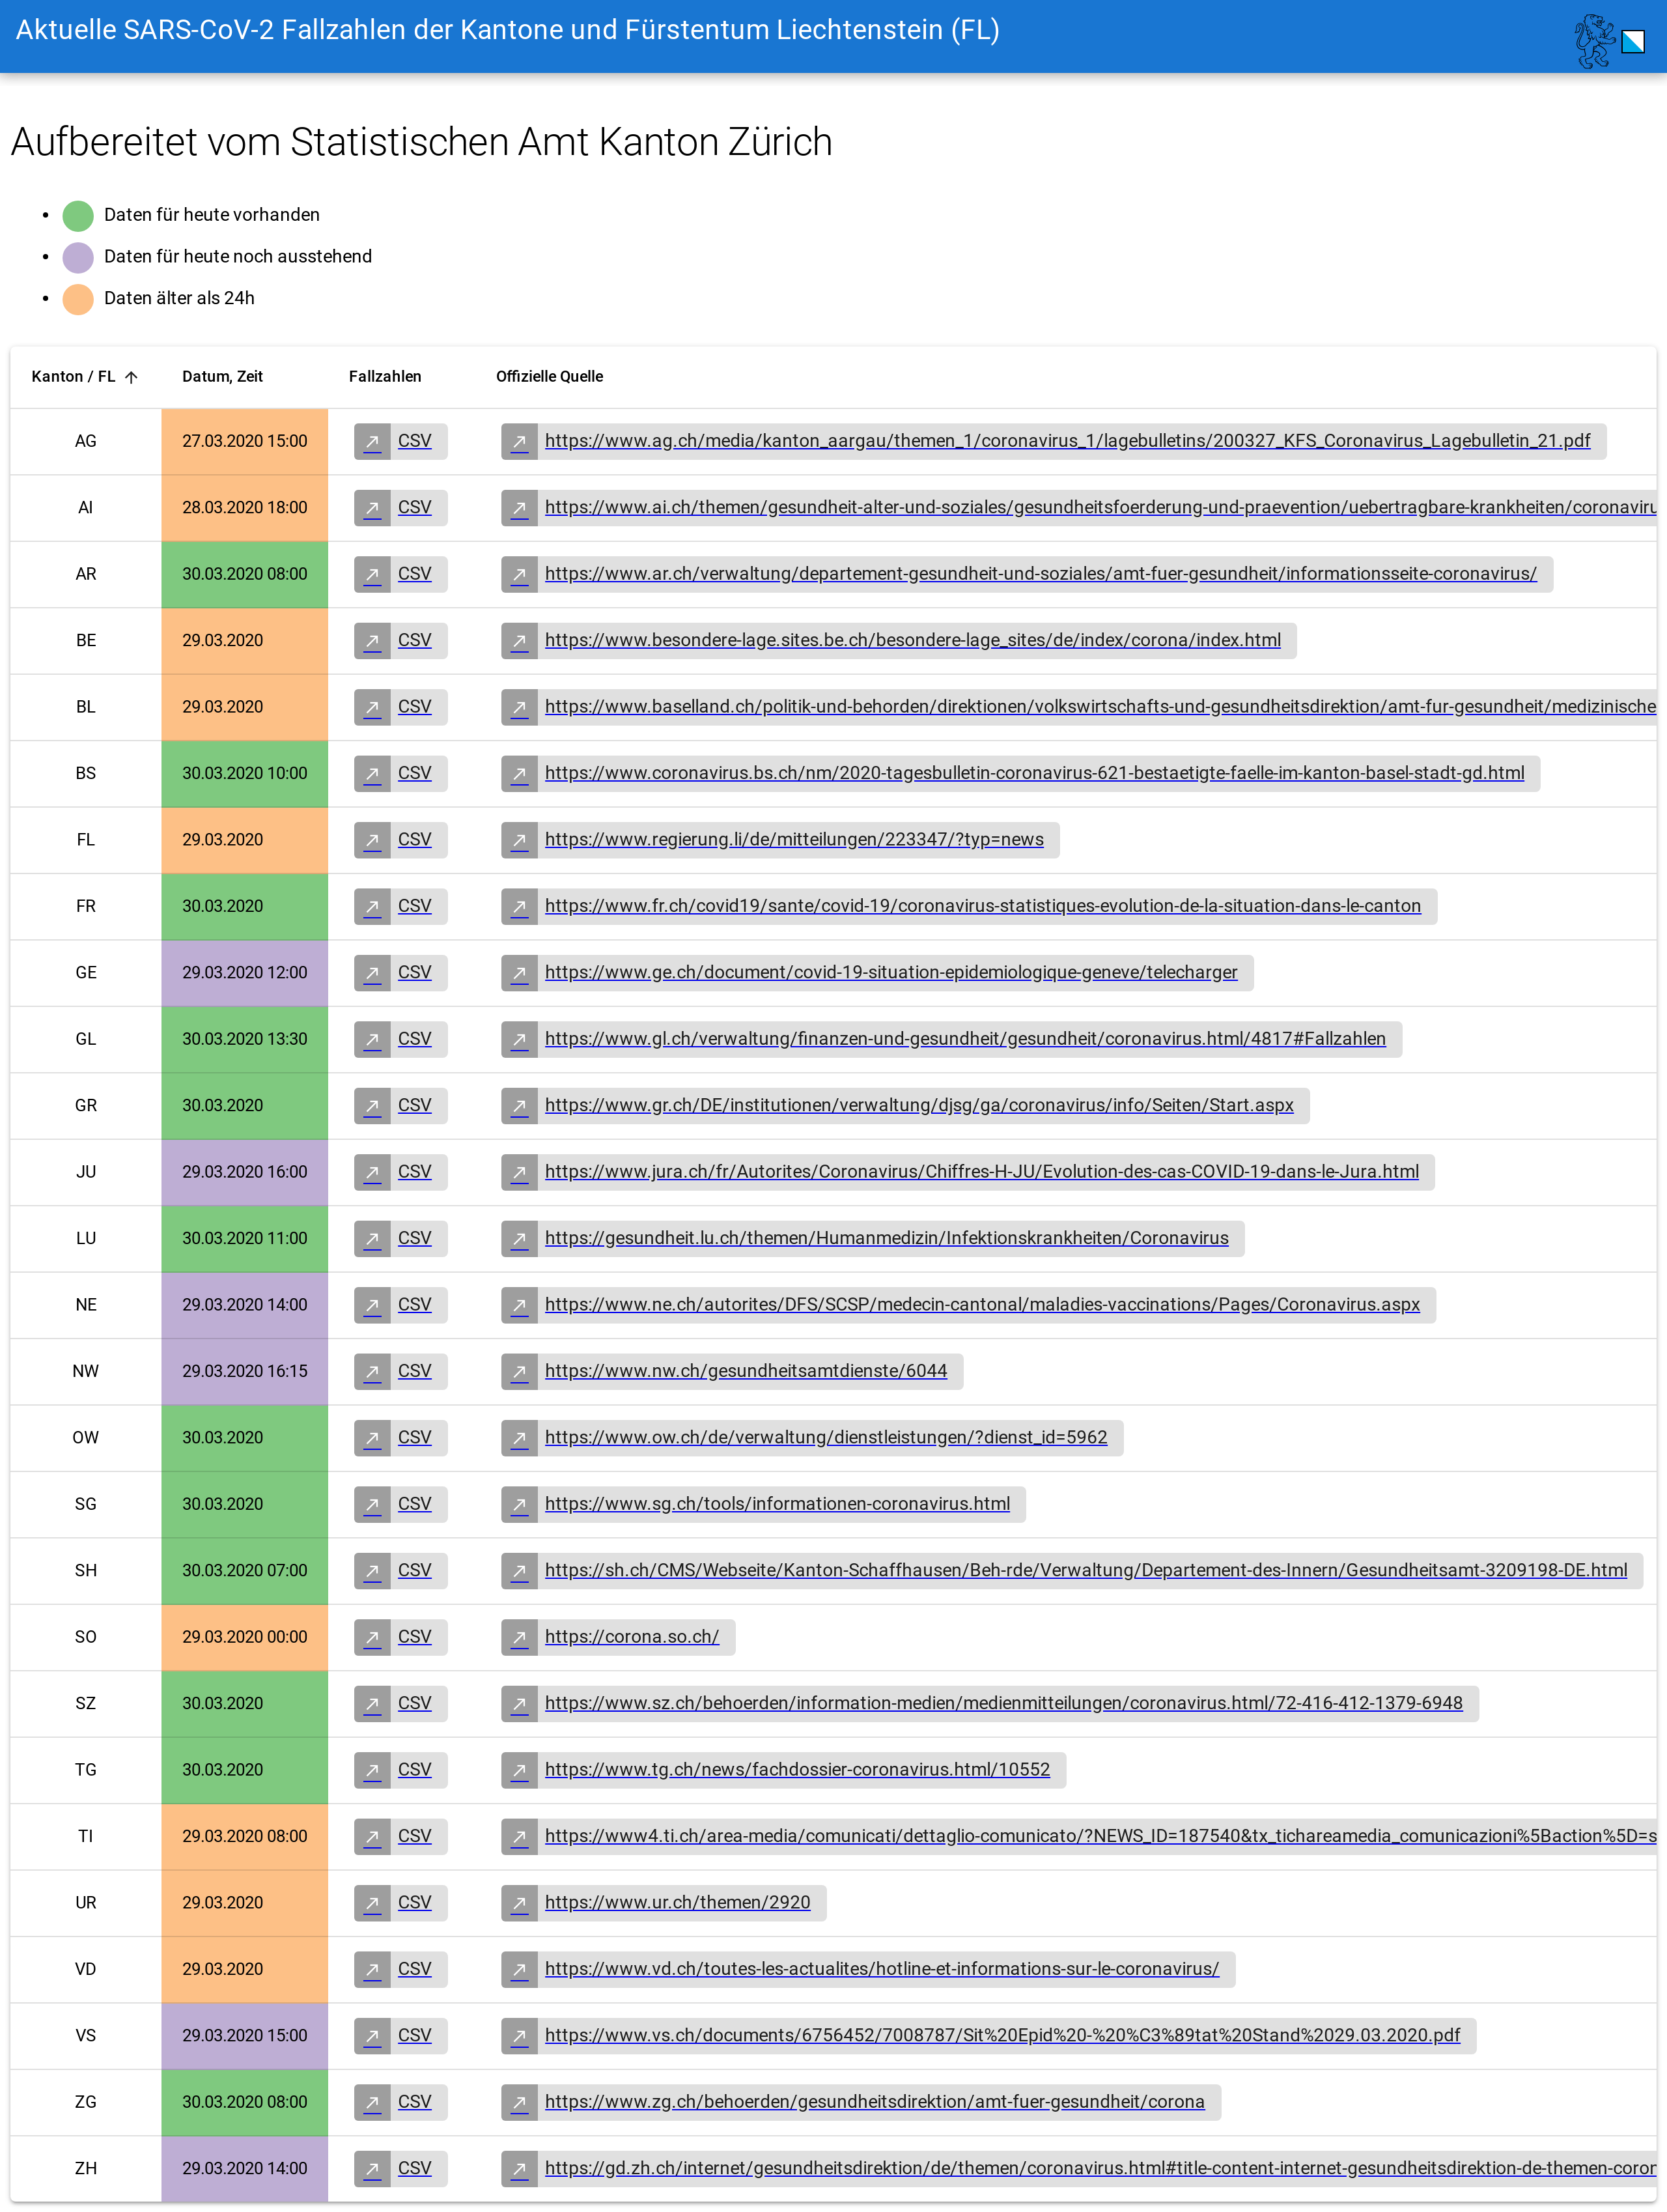 Aktuelle SARS-CoV-2 Fallzahlen der Kantone und Fürstentum Liechtenstein (FL)
Aufbereitet vom Statistischen Amt Kanton Zürich
Daten für heute vorhanden
Daten für heute noch ausstehend
Daten älter als 24h
Kanton / FL Datum, Zeit Fallzahlen Offizielle Quelle
AG 27.03.2020 15:00 CSV https://www.ag.ch/media/kanton_aargau/themen_1/coronavirus_1/lagebulletins/200327_KFS_Coronavirus_Lagebulletin_21.pdf
AI 28.03.2020 18:00 CSV https://www.ai.ch/themen/gesundheit-alter-und-soziales/gesundheitsfoerderung-und-praevention/uebertragbare-krankheiten/coronaviru
AR 30.03.2020 08:00 CSV https://www.ar.ch/verwaltung/departement-gesundheit-und-soziales/amt-fuer-gesundheit/informationsseite-coronavirus/
BE 29.03.2020 CSV https://www.besondere-lage.sites.be.ch/besondere-lage_sites/de/index/corona/index.html
BL 29.03.2020 CSV https://www.baselland.ch/politik-und-behorden/direktionen/volkswirtschafts-und-gesundheitsdirektion/amt-fur-gesundheit/medizinische
BS 30.03.2020 10:00 CSV https://www.coronavirus.bs.ch/nm/2020-tagesbulletin-coronavirus-621-bestaetigte-faelle-im-kanton-basel-stadt-gd.html
FL 29.03.2020 CSV https://www.regierung.li/de/mitteilungen/223347/?typ=news
FR 30.03.2020 CSV https://www.fr.ch/covid19/sante/covid-19/coronavirus-statistiques-evolution-de-la-situation-dans-le-canton
GE 29.03.2020 12:00 CSV https://www.ge.ch/document/covid-19-situation-epidemiologique-geneve/telecharger
GL 30.03.2020 13:30 CSV https://www.gl.ch/verwaltung/finanzen-und-gesundheit/gesundheit/coronavirus.html/4817#Fallzahlen
GR 30.03.2020 CSV https://www.gr.ch/DE/institutionen/verwaltung/djsg/ga/coronavirus/info/Seiten/Start.aspx
JU 29.03.2020 16:00 CSV https://www.jura.ch/fr/Autorites/Coronavirus/Chiffres-H-JU/Evolution-des-cas-COVID-19-dans-le-Jura.html
LU 30.03.2020 11:00 CSV https://gesundheit.lu.ch/themen/Humanmedizin/Infektionskrankheiten/Coronavirus
NE 29.03.2020 14:00 CSV https://www.ne.ch/autorites/DFS/SCSP/medecin-cantonal/maladies-vaccinations/Pages/Coronavirus.aspx
NW 29.03.2020 16:15 CSV https://www.nw.ch/gesundheitsamtdienste/6044
OW 30.03.2020 CSV https://www.ow.ch/de/verwaltung/dienstleistungen/?dienst_id=5962
SG 30.03.2020 CSV https://www.sg.ch/tools/informationen-coronavirus.html
SH 30.03.2020 07:00 CSV https://sh.ch/CMS/Webseite/Kanton-Schaffhausen/Beh-rde/Verwaltung/Departement-des-Innern/Gesundheitsamt-3209198-DE.html
SO 29.03.2020 00:00 CSV https://corona.so.ch/
SZ 30.03.2020 CSV https://www.sz.ch/behoerden/information-medien/medienmitteilungen/coronavirus.html/72-416-412-1379-6948
TG 30.03.2020 CSV https://www.tg.ch/news/fachdossier-coronavirus.html/10552
TI 29.03.2020 08:00 CSV https://www4.ti.ch/area-media/comunicati/dettaglio-comunicato/?NEWS_ID=187540&tx_tichareamedia_comunicazioni%5Baction%5D=s
UR 29.03.2020 CSV https://www.ur.ch/themen/2920
VD 29.03.2020 CSV https://www.vd.ch/toutes-les-actualites/hotline-et-informations-sur-le-coronavirus/
VS 29.03.2020 15:00 CSV https://www.vs.ch/documents/6756452/7008787/Sit%20Epid%20-%20%C3%89tat%20Stand%2029.03.2020.pdf
ZG 30.03.2020 08:00 CSV https://www.zg.ch/behoerden/gesundheitsdirektion/amt-fuer-gesundheit/corona
ZH 29.03.2020 14:00 CSV https://gd.zh.ch/internet/gesundheitsdirektion/de/themen/coronavirus.html#title-content-internet-gesundheitsdirektion-de-themen-coron